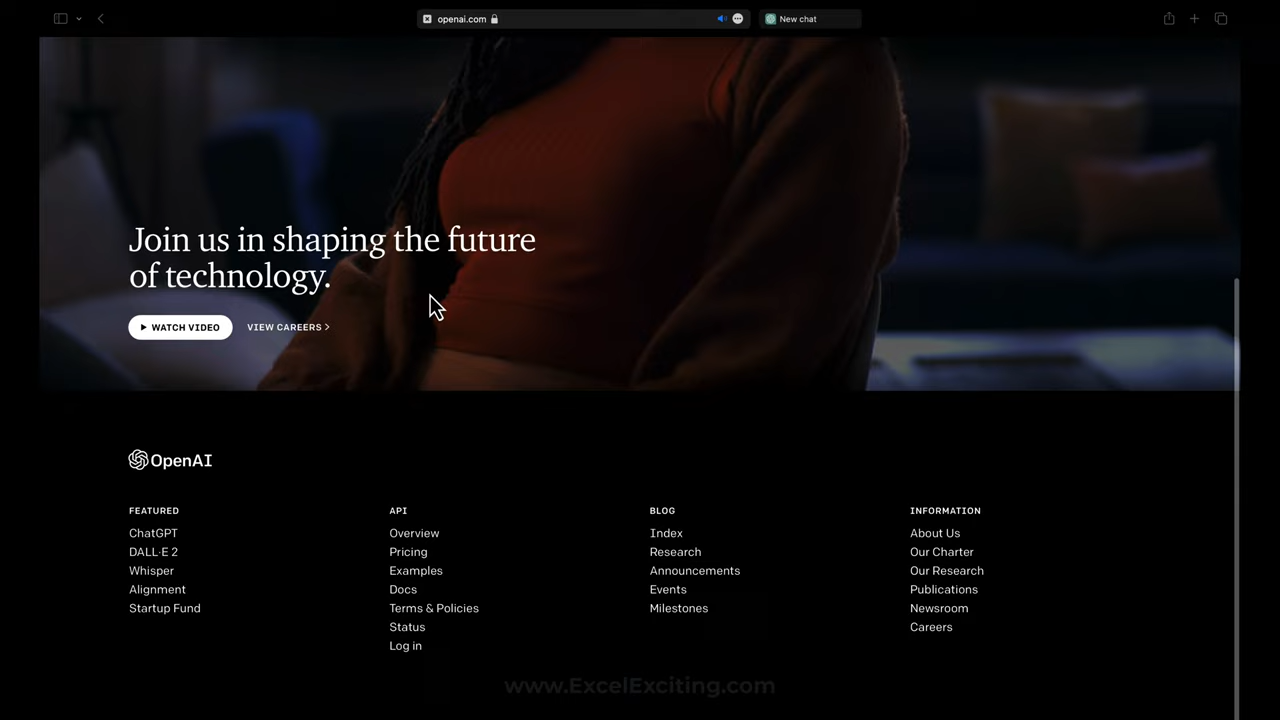 openai.com
New chat
Join us in shaping the future
of technology.
WATCH VIDEO
VIEW CAREERS >
OpenAI
FEATURED
ChatGPT
DALL·E 2
Whisper
Alignment
Startup Fund
API
Overview
Pricing
Examples
Docs
Terms & Policies
Status
Log in
BLOG
Index
Research
Announcements
Events
Milestones
INFORMATION
About Us
Our Charter
Our Research
Publications
Newsroom
Careers
www.ExcelExciting.com